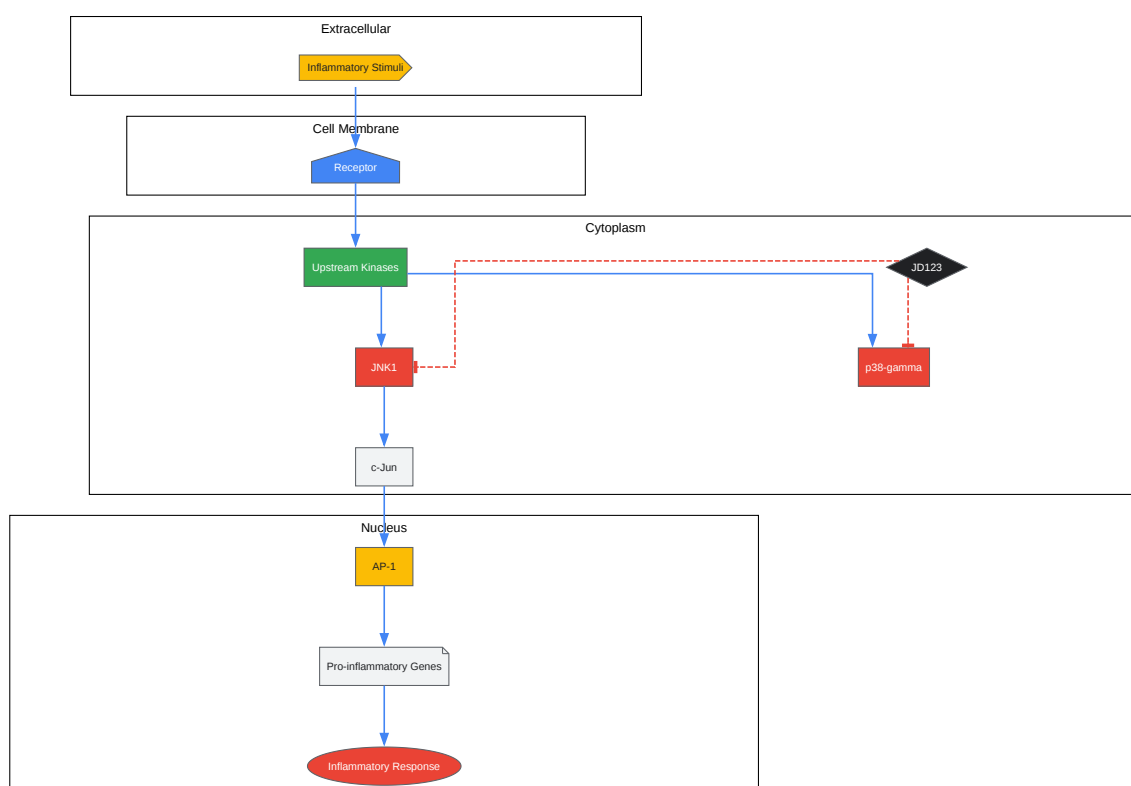 Extracellular
Inflammatory Stimuli
Cell Membrane
Receptor
Cytoplasm
Upstream Kinases
JD123
JNK1
p38-gamma
c-Jun
Nucleus
AP-1
Pro-inflammatory Genes
Inflammatory Response